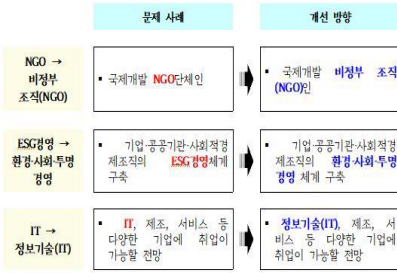 문제 사례
개선 방향
NGO →
비정부
조직(NGO)
▪ 국제개발 NGO단체인
▪ 국제개발 비정부 조직
(NGO)인
ESG경영 →
환경·사회·투명
경영
▪ 기업·공공기관·사회적경
제조직의 ESG경영체계
구축
▪ 기업·공공기관·사회적경
제조직의 환경·사회·투명
경영 체계 구축
IT →
정보기술(IT)
▪ IT, 제조, 서비스 등
다양한 기업에 취업이
가능할 전망
▪ 정보기술(IT), 제조, 서
비스 등 다양한 기업에
취업이 가능할 전망